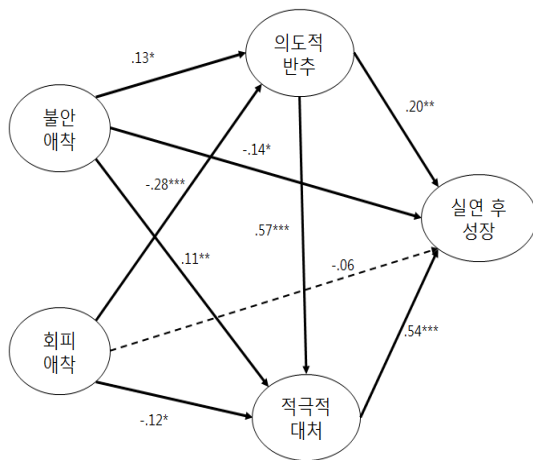 의도적
반추
.13*
불안
애착
.20**
-.14*
-.28***
실연 후
성장
.57***
.11**
-.06
회피
애착
.54***
적극적
대처
-.12*